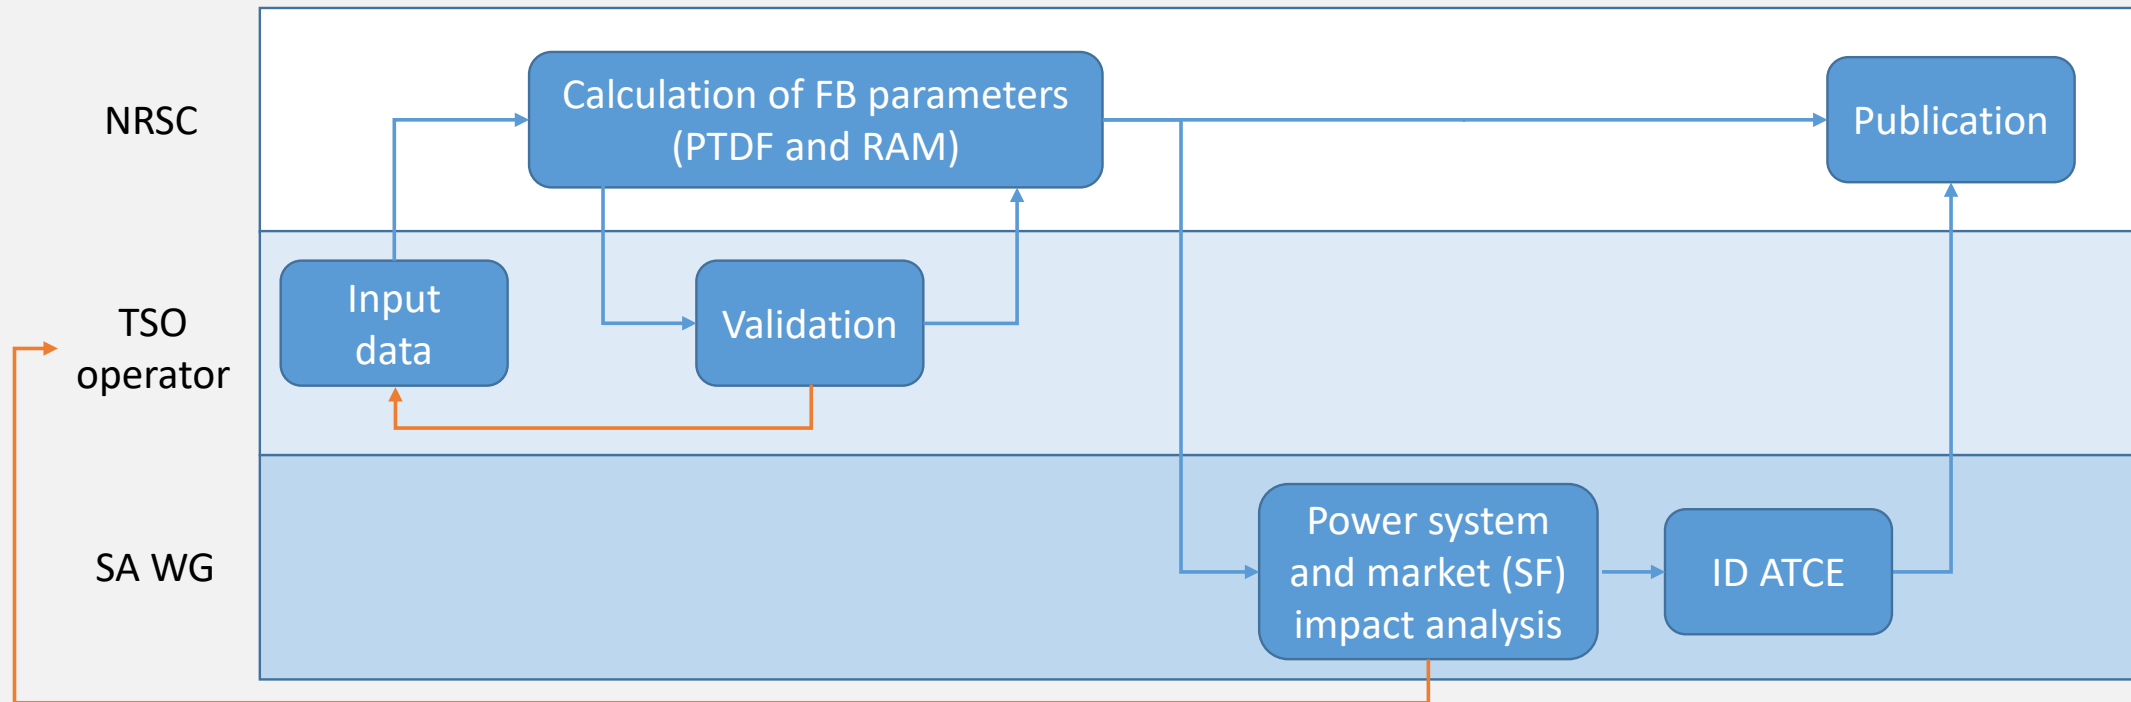 NRSC
Calculation of FB parameters
(PTDF and RAM)
Publication
TSO
operator
Input
data
Validation
SA WG
Power system
and market (SF)
impact analysis
ID ATCE